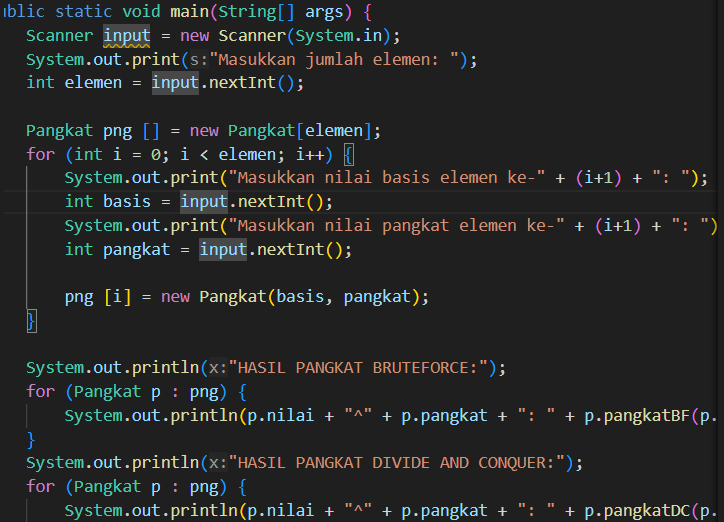 ublic static void main(String[] args) {
Scanner input = new Scanner(System.in);
System.out.print(s:"Masukkan jumlah elemen: ");
int elemen = input.nextInt();
Pangkat png [] = new Pangkat[elemen];
for (int i = 0; i < elemen; i++) {
System.out.print("Masukkan nilai basis elemen ke-" + (i+1) + ": ");
int basis = input.nextInt();
System.out.print("Masukkan nilai pangkat elemen ke-" + (i+1) + ": ")
int pangkat = input.nextInt();
png [i] = new Pangkat(basis, pangkat);
}
System.out.println(x:"HASIL PANGKAT BRUTEFORCE:");
for (Pangkat p : png) {
System.out.println(p.nilai + "^" + p.pangkat + ": " + p.pangkatBF(p.
}
System.out.println(x:"HASIL PANGKAT DIVIDE AND CONQUER:");
for (Pangkat p : png) {
System.out.println(p.nilai + "^" + p.pangkat + ": " + p.pangkatDC(p.